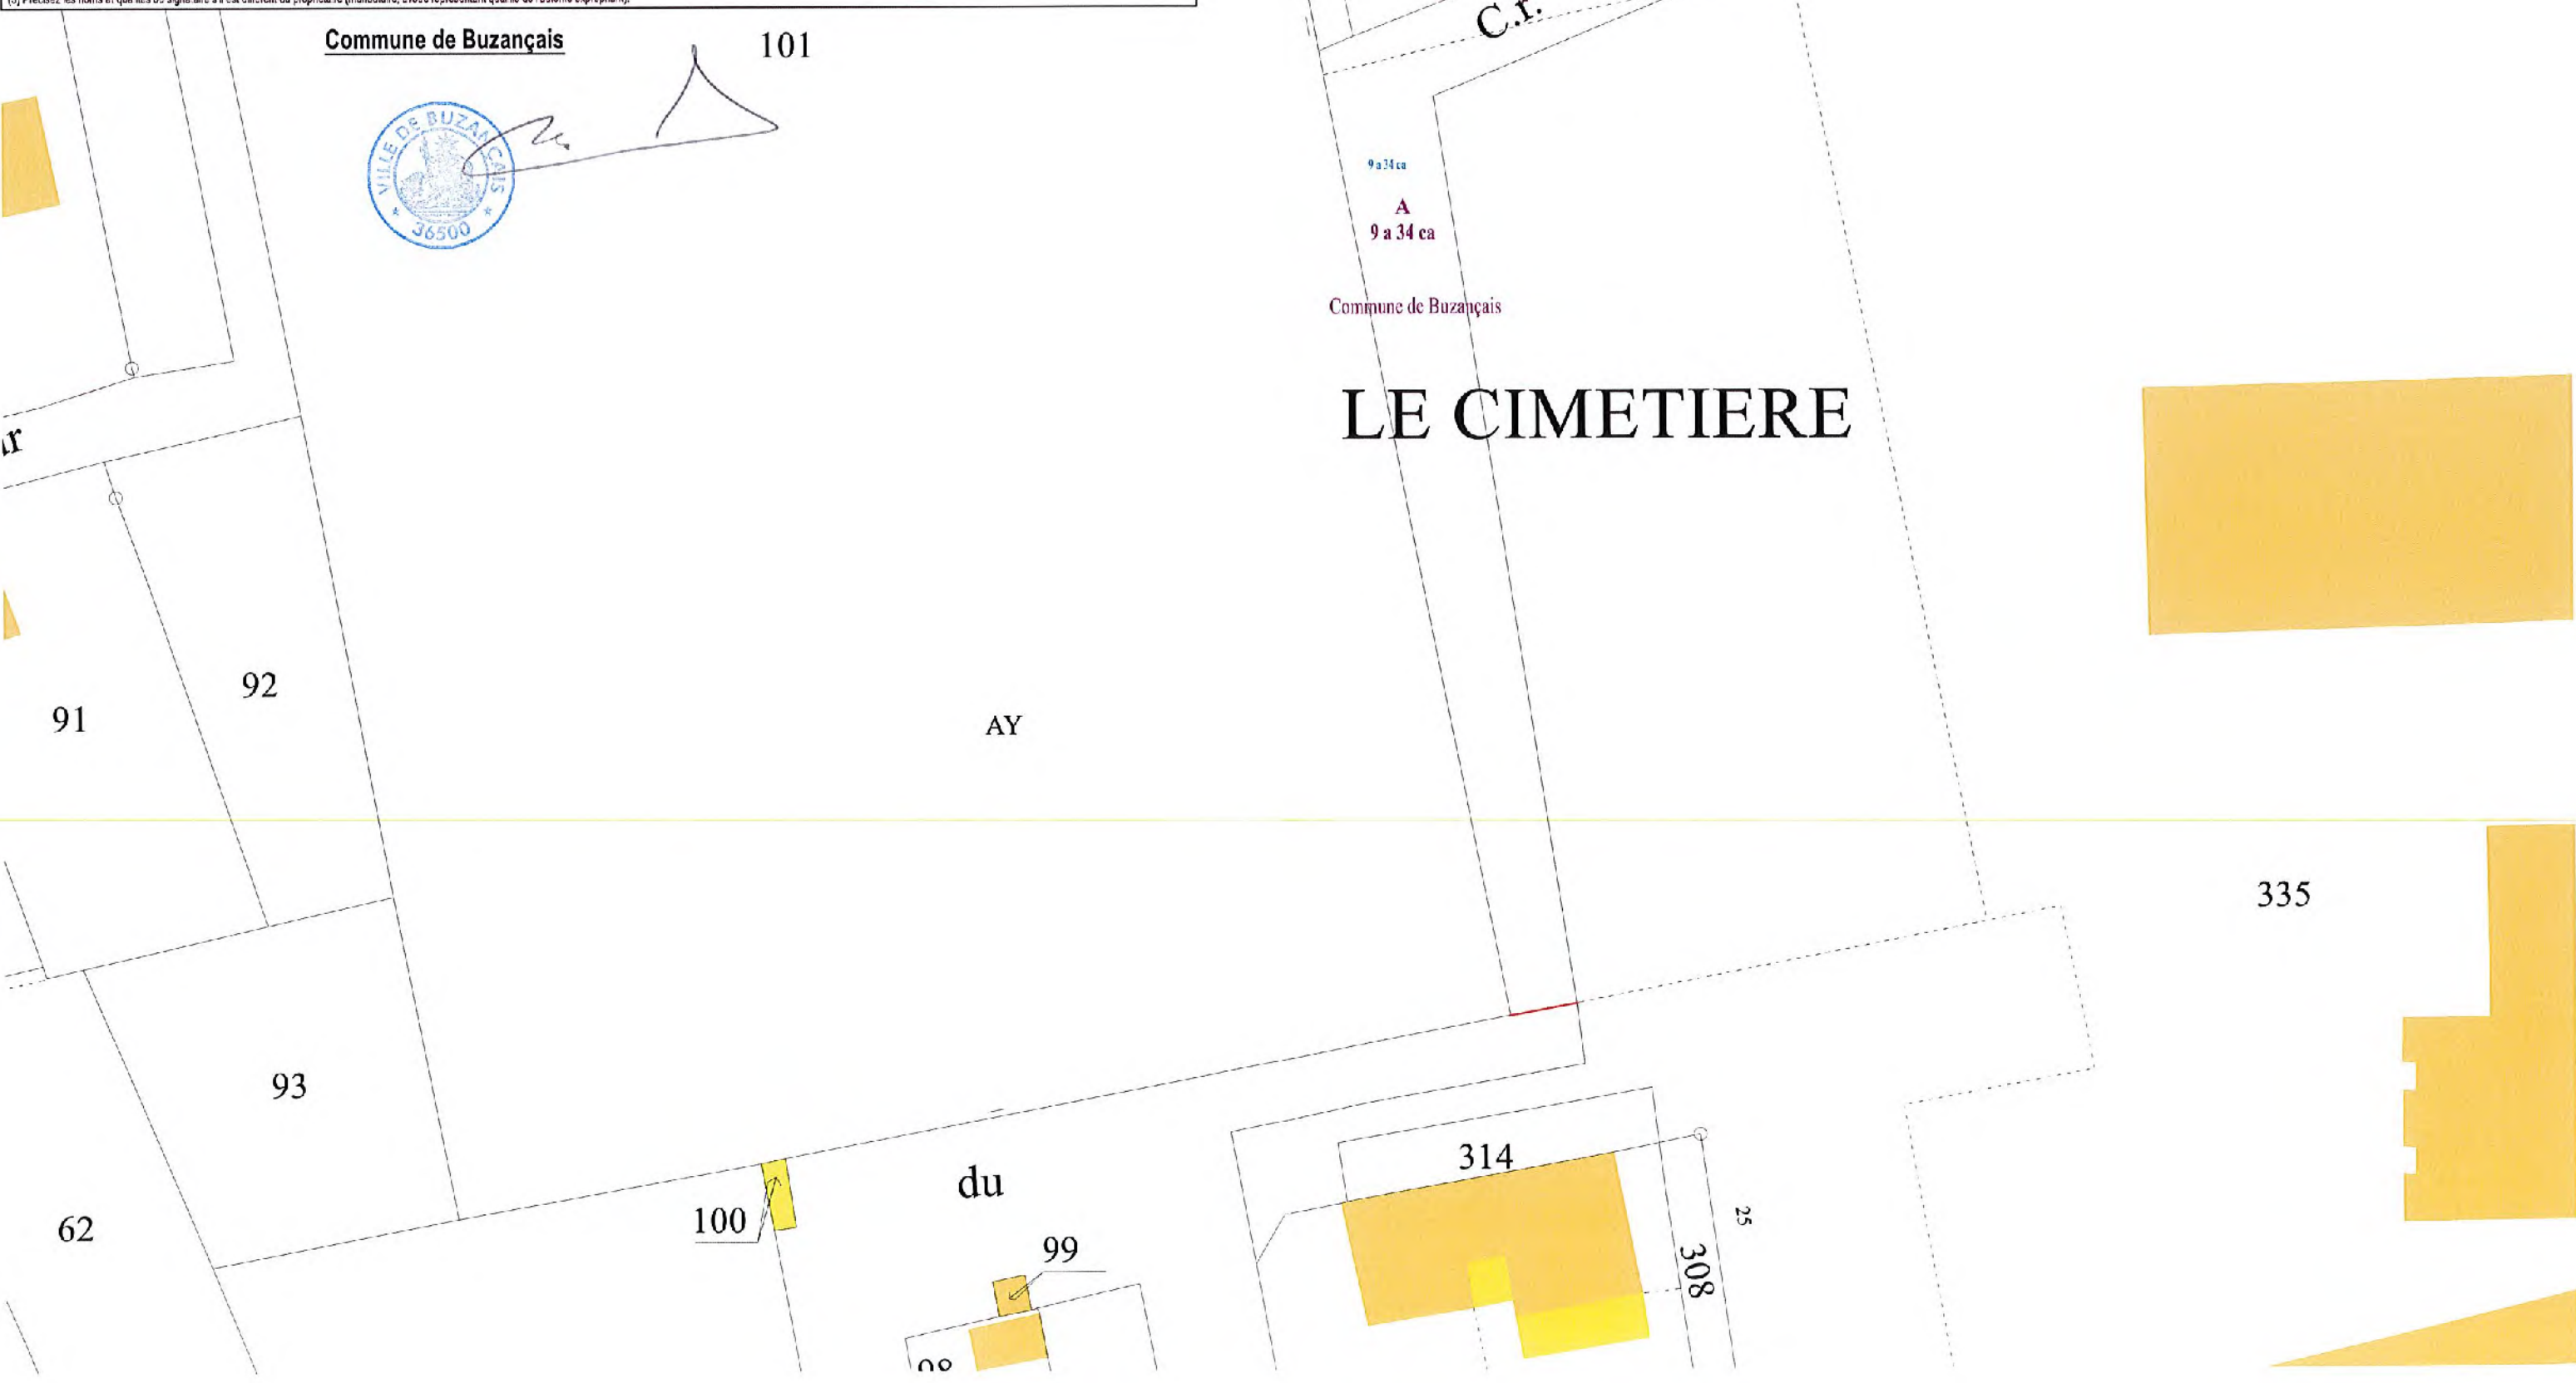 Commune de Buzançais
101
C.r.
VILLE DE BUZANÇAIS
36500
9 a 34 ca
A
9 a 34 ca
Commune de Buzançais
LE CIMETIERE
92
91
AY
335
93
62
100
du
99
314
25
308
98